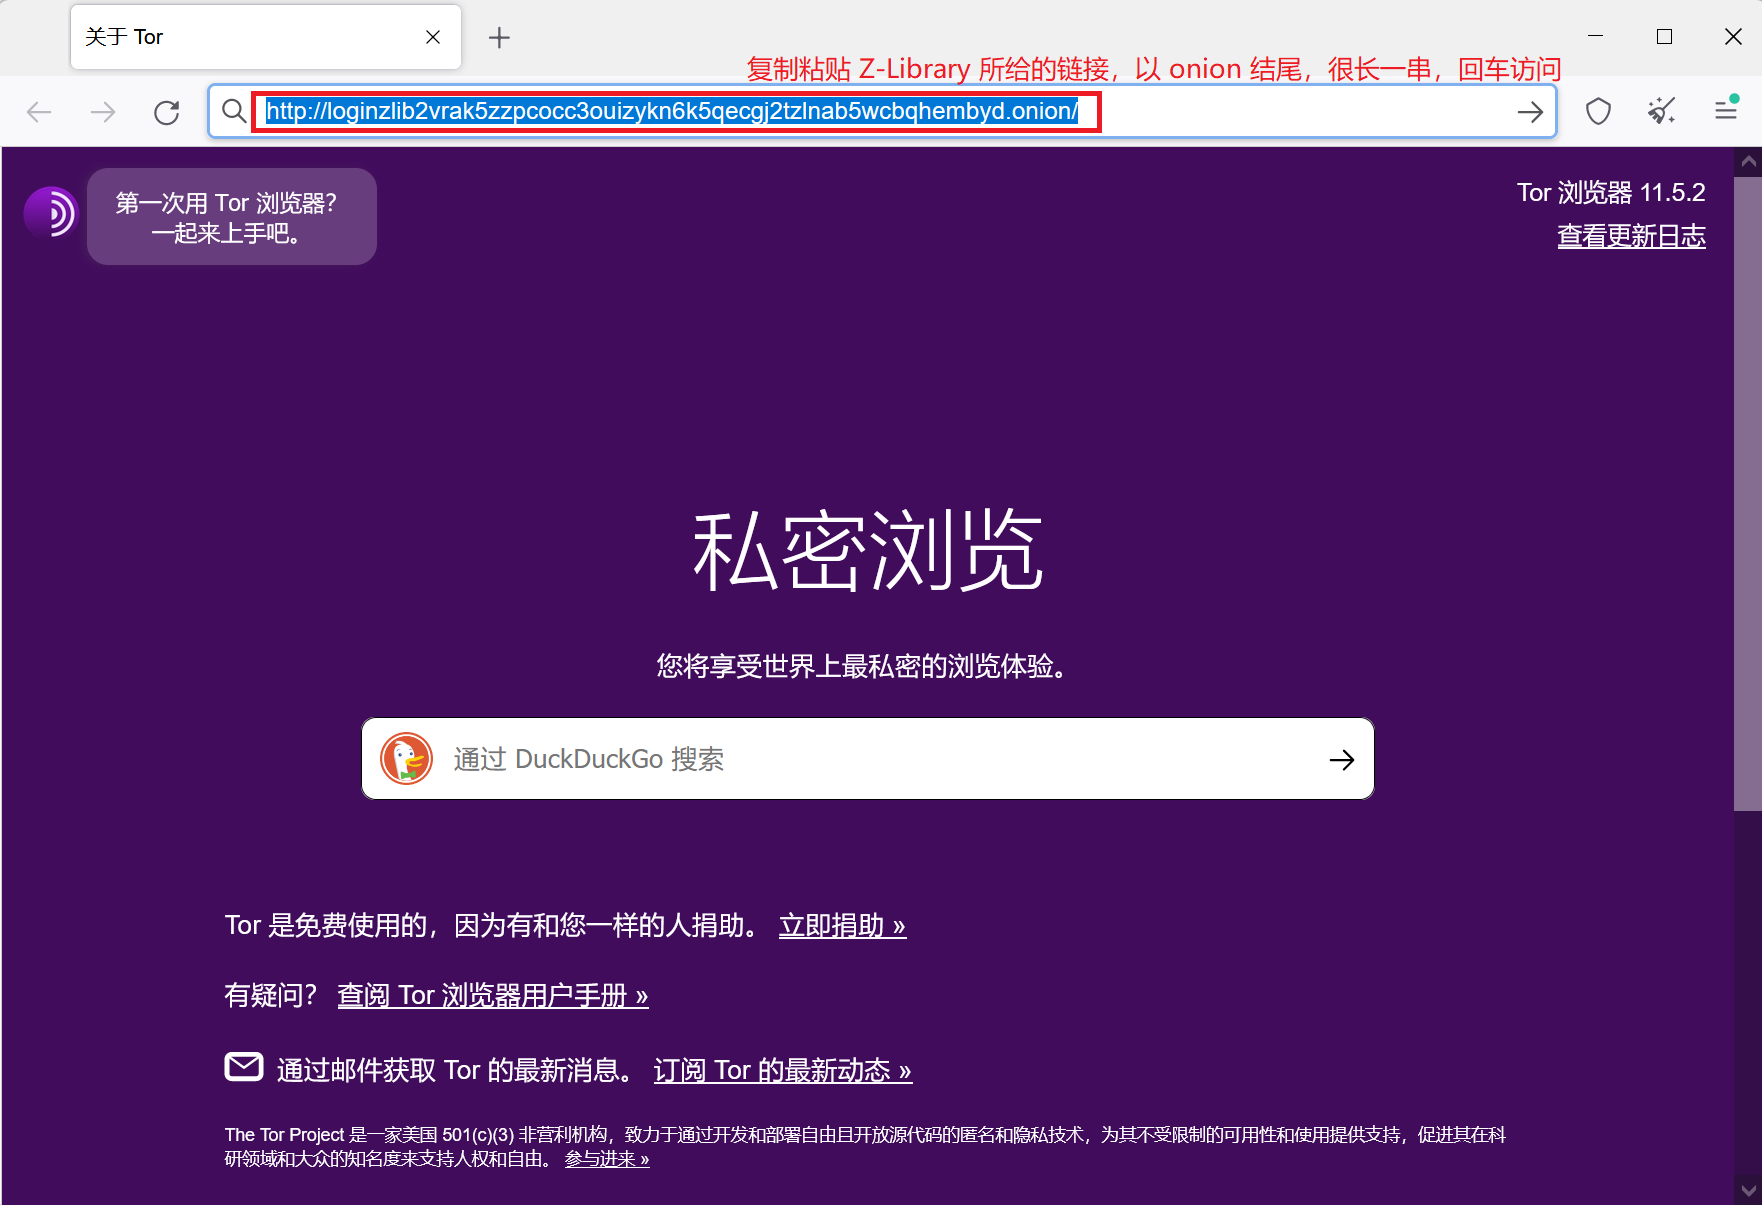 关于 Tor
复制粘贴 Z-Library 所给的链接，以 onion 结尾，很长一串，回车访问
http://loginzlib2vrak5zzpcocc3ouizykn6k5qecgj2tzlnab5wcbqhembyd.onion/
第一次用 Tor 浏览器？
一起来上手吧。
Tor 浏览器 11.5.2
查看更新日志
私密浏览
您将享受世界上最私密的浏览体验。
通过 DuckDuckGo 搜索
Tor 是免费使用的，因为有和您一样的人捐助。 立即捐助 »
有疑问？ 查阅 Tor 浏览器用户手册 »
通过邮件获取 Tor 的最新消息。 订阅 Tor 的最新动态 »
The Tor Project 是一家美国 501(c)(3) 非营利机构，致力于通过开发和部署自由且开放源代码的匿名和隐私技术，为其不受限制的可用性和使用提供支持，促进其在科
研领域和大众的知名度来支持人权和自由。 参与进来 »